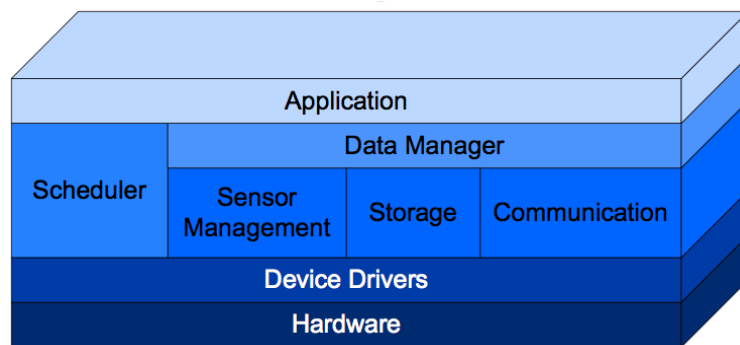 Application
Data Manager
Scheduler
Sensor
Management
Storage
Communication
Device Drivers
Hardware